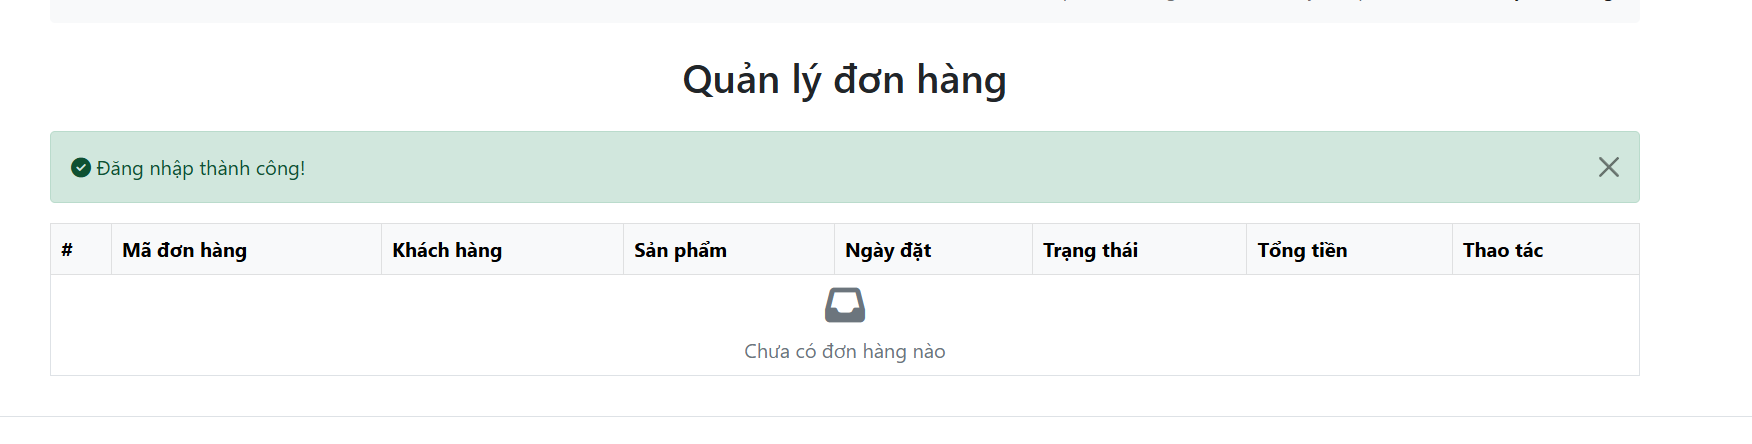 Quản lý đơn hàng
Đăng nhập thành công!
# Mã đơn hàng Khách hàng Sản phẩm Ngày đặt Trạng thái Tổng tiền Thao tác
Chưa có đơn hàng nào